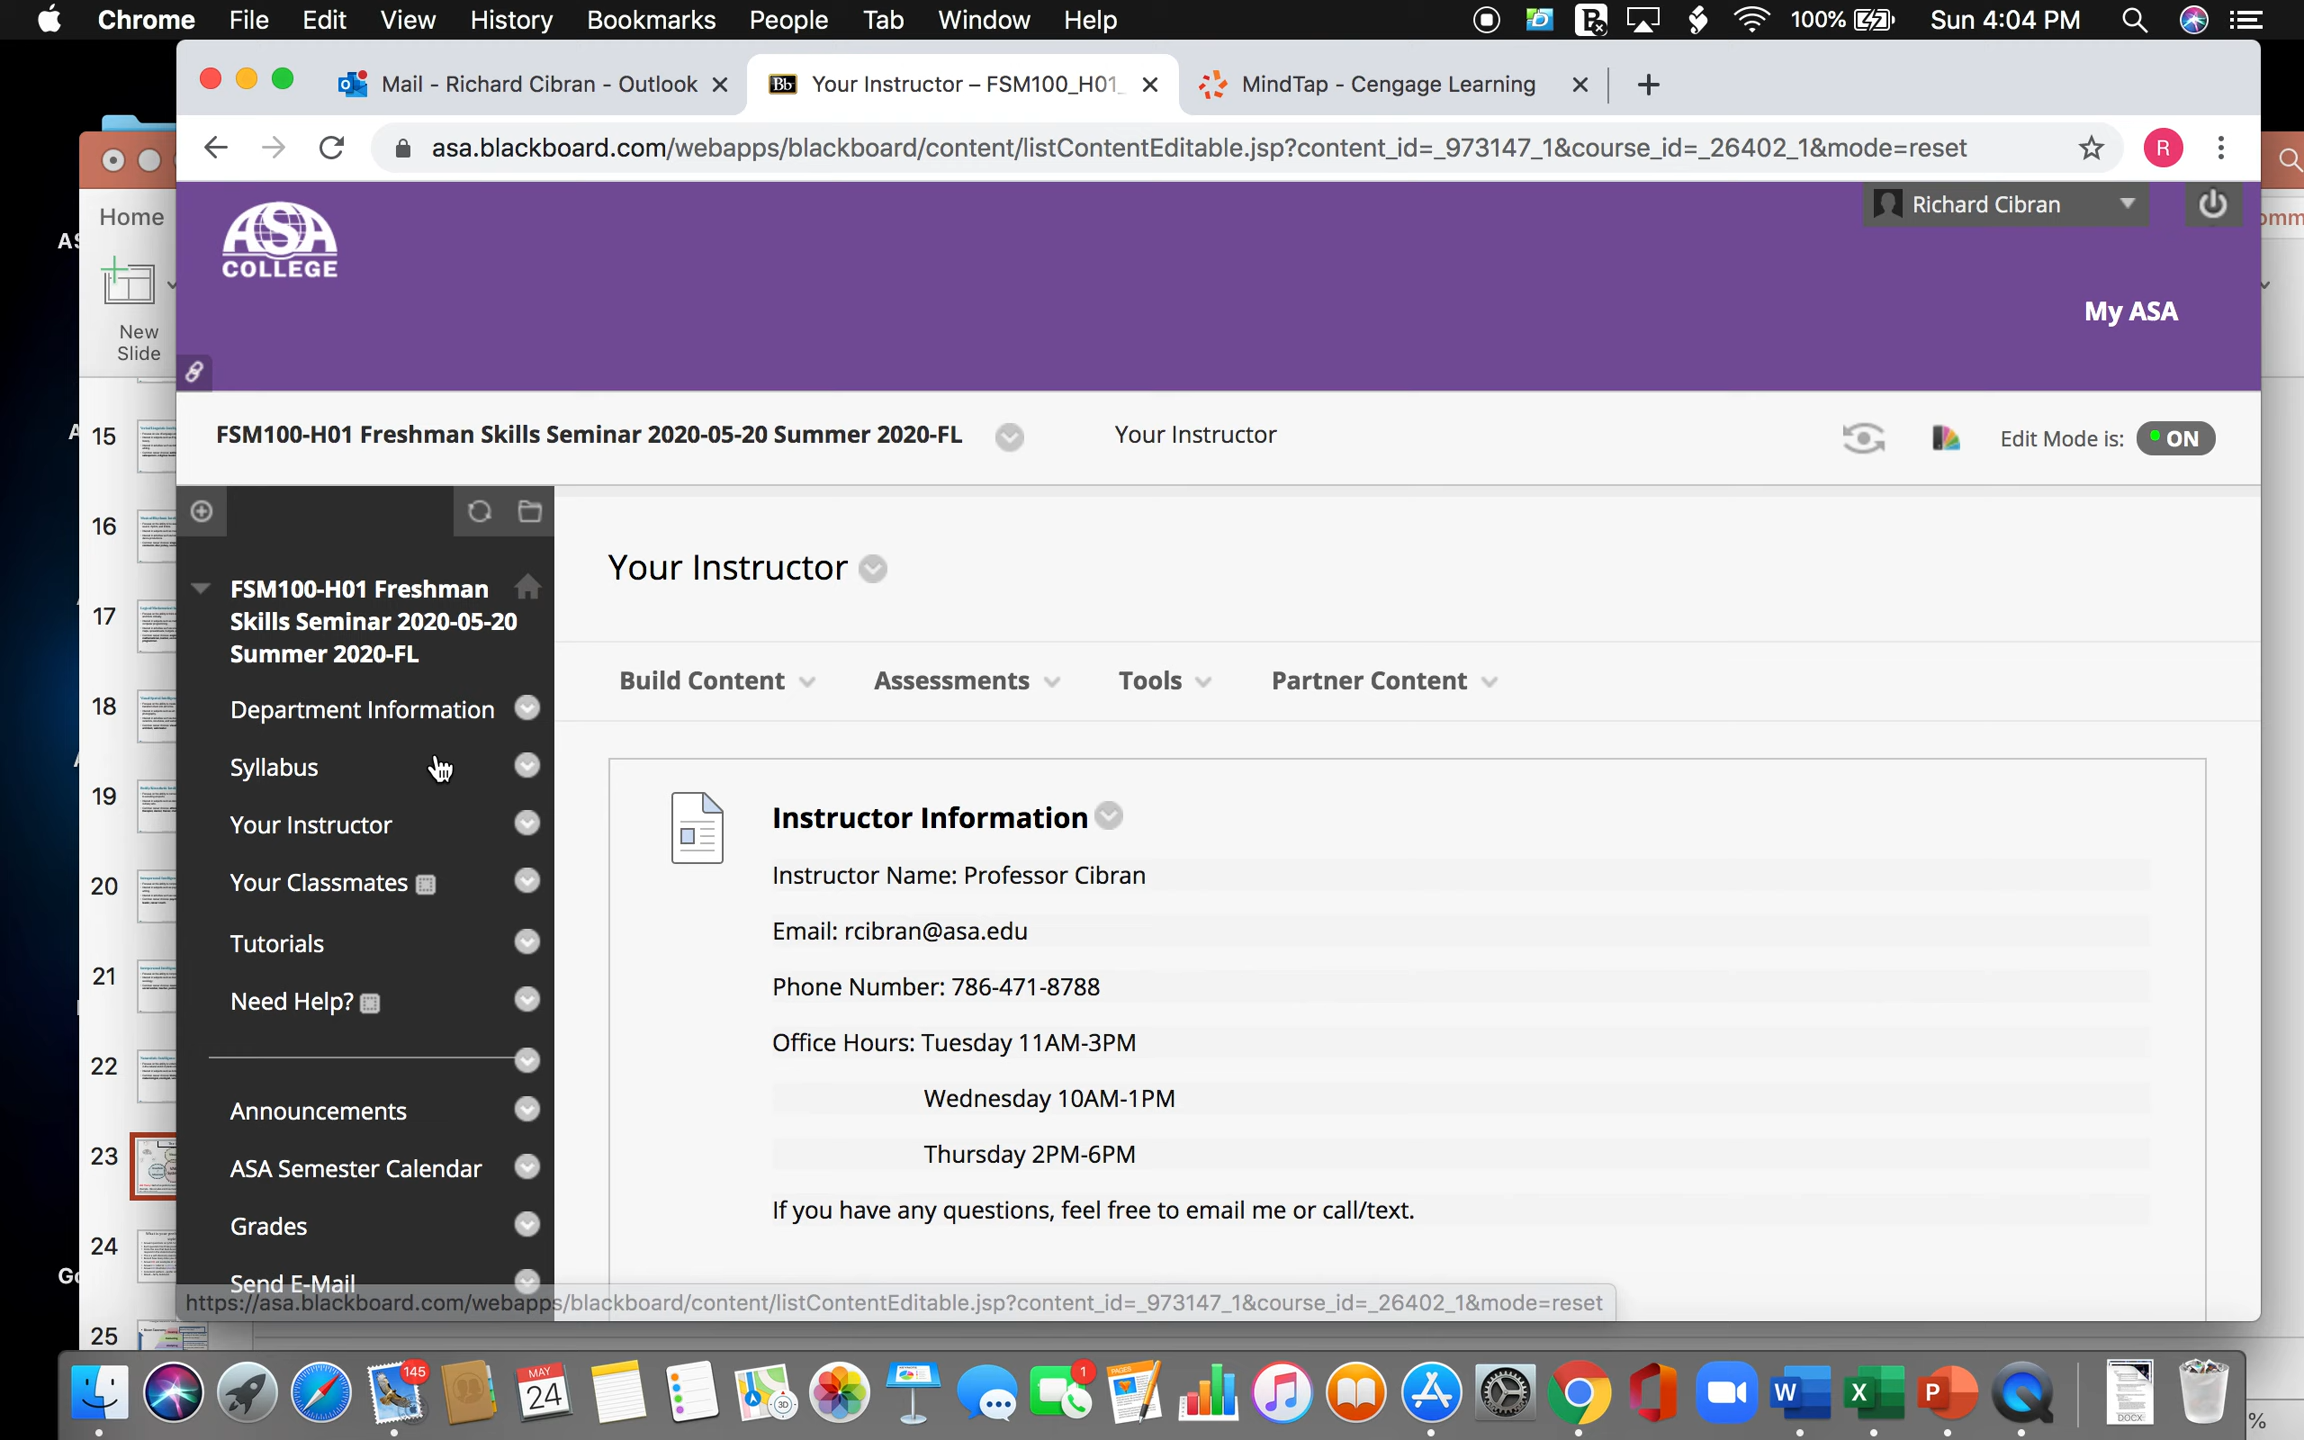 Chrome File Edit View History Bookmarks People Tab Window Help 100% Sun 4:04 PM
Mail - Richard Cibran - Outlook
Bb Your Instructor – FSM100_H01_
MindTap - Cengage Learning
asa.blackboard.com/webapps/blackboard/content/listContentEditable.jsp?content_id=_973147_1&course_id=_26402_1&mode=reset
R
Home
New
Slide
ASA
COLLEGE
Richard Cibran
My ASA
FSM100-H01 Freshman Skills Seminar 2020-05-20 Summer 2020-FL
Your Instructor
Edit Mode is: ON
FSM100-H01 Freshman
Skills Seminar 2020-05-20
Summer 2020-FL
Department Information
Syllabus
Your Instructor
Your Classmates
Tutorials
Need Help?
Announcements
ASA Semester Calendar
Grades
Send E-Mail
Your Instructor
Build Content
Assessments
Tools
Partner Content
Instructor Information
Instructor Name: Professor Cibran
Email: rcibran@asa.edu
Phone Number: 786-471-8788
Office Hours: Tuesday 11AM-3PM
Wednesday 10AM-1PM
Thursday 2PM-6PM
If you have any questions, feel free to email me or call/text.
https://asa.blackboard.com/webapps/blackboard/content/listContentEditable.jsp?content_id=_973147_1&course_id=_26402_1&mode=reset
15
16
17
18
19
20
21
22
23
24
25
145
MAY
24
3D
1
PAGES
W
X
P
DOCX
%